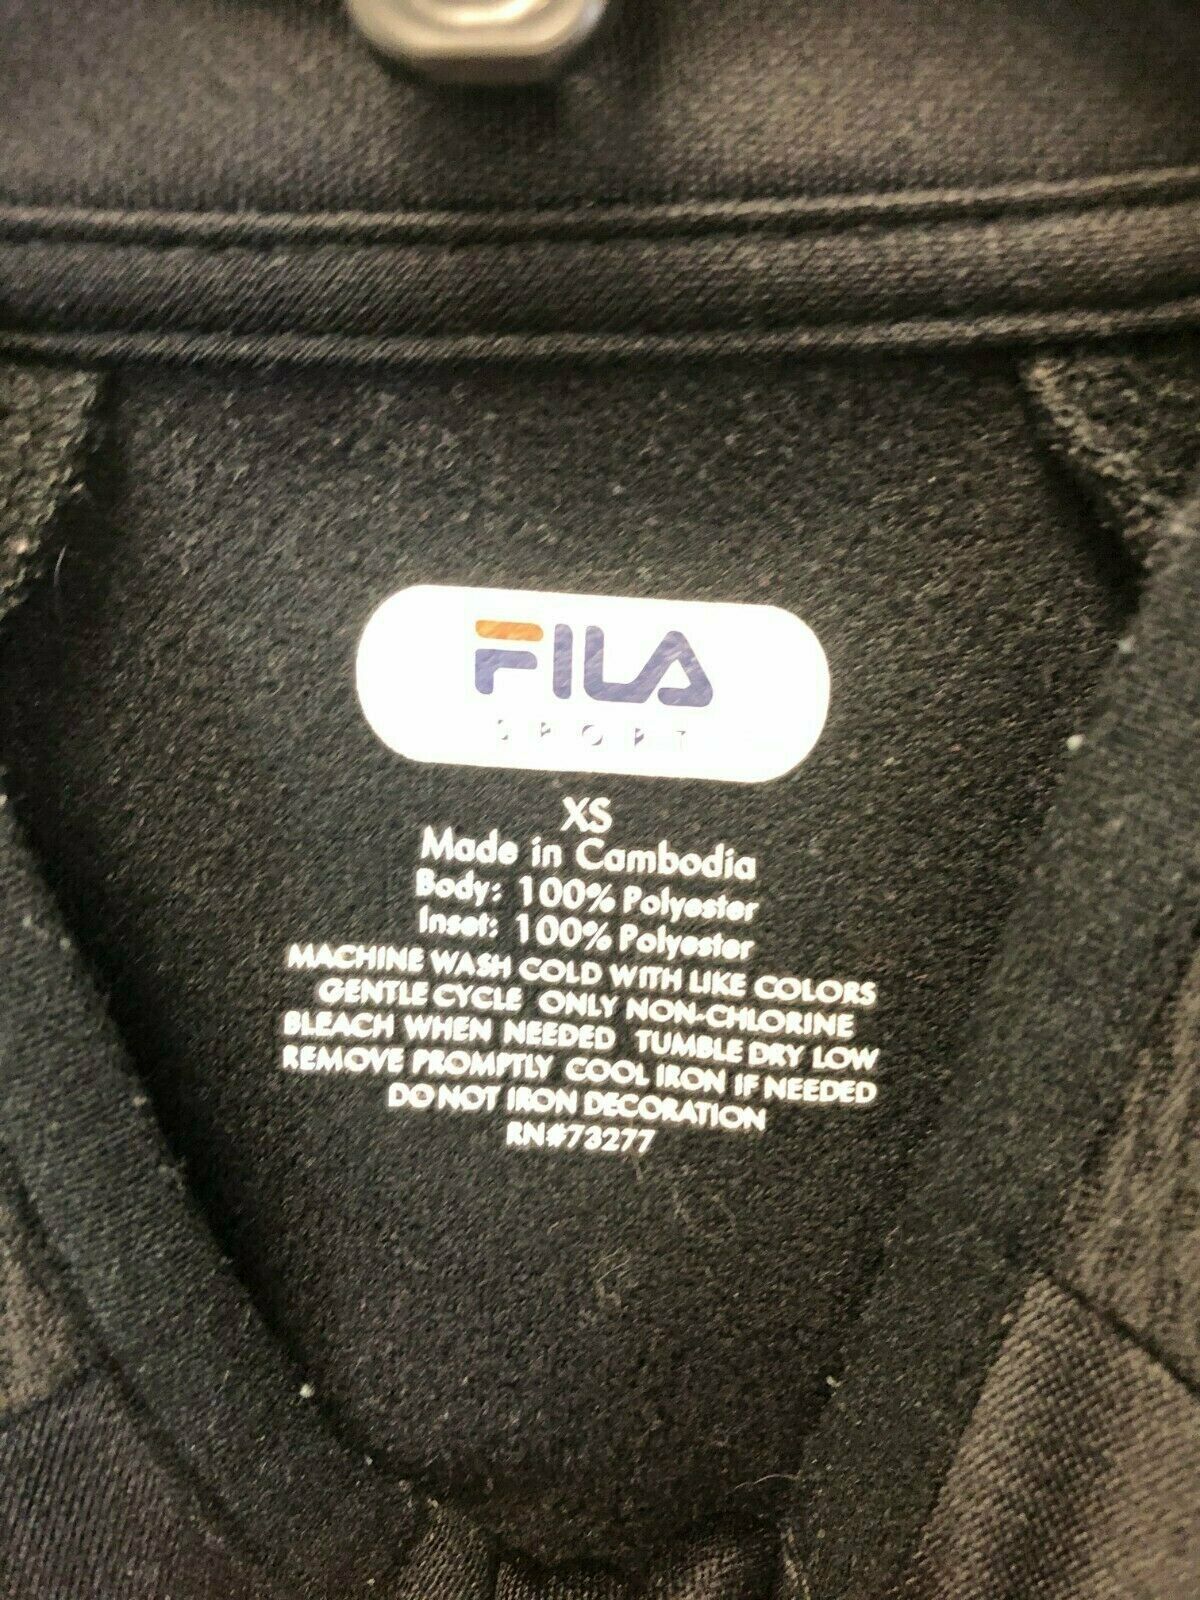 FILA
SPORT
XS
Made in Cambodia
Body: 100% Polyester
Inset: 100% Polyester
MACHINE WASH COLD WITH LIKE COLORS
GENTLE CYCLE ONLY NON-CHLORINE
BLEACH WHEN NEEDED TUMBLE DRY LOW
REMOVE PROMPTLY COOL IRON IF NEEDED
DO NOT IRON DECORATION
RN#73277